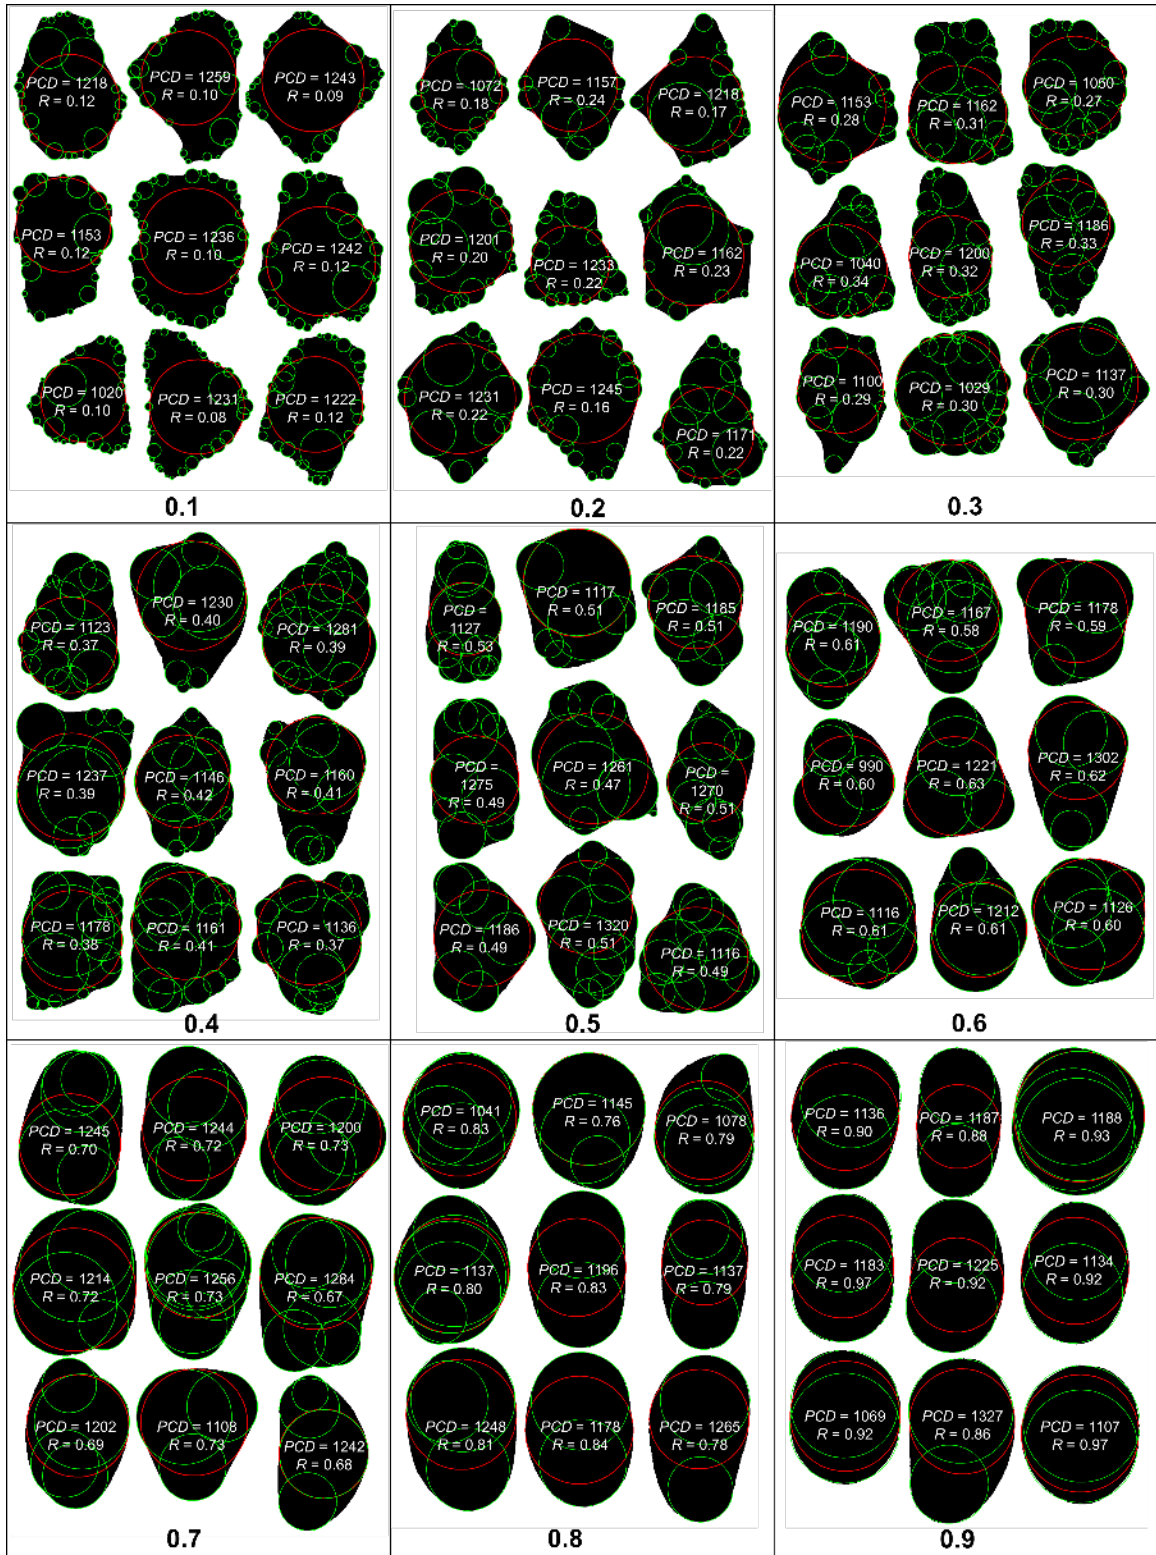 PCD = 1218
R = 0.12
PCD = 1259
R = 0.10
PCD = 1243
R = 0.09
PCD = 1153
R = 0.12
PCD = 1236
R = 0.10
PCD = 1242
R = 0.12
PCD = 1020
R = 0.10
PCD = 1231
R = 0.08
PCD = 1222
R = 0.12
0.1
PCD = 1072
R = 0.18
PCD = 1157
R = 0.24
PCD = 1218
R = 0.17
PCD = 1201
R = 0.20
PCD = 1233
R = 0.22
PCD = 1162
R = 0.23
PCD = 1231
R = 0.22
PCD = 1245
R = 0.16
PCD = 1171
R = 0.22
0.2
PCD = 1153
R = 0.28
PCD = 1162
R = 0.31
PCD = 1050
R = 0.27
PCD = 1040
R = 0.34
PCD = 1200
R = 0.32
PCD = 1186
R = 0.33
PCD = 1100
R = 0.29
PCD = 1029
R = 0.30
PCD = 1137
R = 0.30
0.3
PCD = 1123
R = 0.37
PCD = 1230
R = 0.40
PCD = 1281
R = 0.39
PCD = 1237
R = 0.39
PCD = 1146
R = 0.42
PCD = 1160
R = 0.41
PCD = 1178
R = 0.38
PCD = 1161
R = 0.41
PCD = 1136
R = 0.37
0.4
PCD =
1127
R = 0.53
PCD = 1117
R = 0.51
PCD = 1185
R = 0.51
PCD
=
1275
R = 0.49
PCD = 1261
R = 0.47
PCD
=
1270
R = 0.51
PCD = 1186
R = 0.49
PCD = 1320
R = 0.51
PCD = 1116
R = 0.49
0.5
PCD = 1190
R = 0.61
PCD = 1167
R = 0.58
PCD = 1178
R = 0.59
PCD = 990
R = 0.60
PCD = 1221
R = 0.63
PCD = 1302
R = 0.62
PCD = 1116
R = 0.61
PCD = 1212
R = 0.61
PCD = 1126
R = 0.60
0.6
PCD = 1245
R = 0.70
PCD = 1244
R = 0.72
PCD = 1200
R = 0.73
PCD = 1214
R = 0.72
PCD = 1256
R = 0.73
PCD = 1284
R = 0.67
PCD = 1202
R = 0.69
PCD = 1108
R = 0.73
PCD = 1242
R = 0.68
0.7
PCD = 1041
R = 0.83
PCD = 1145
R = 0.76
PCD = 1078
R = 0.79
PCD = 1137
R = 0.80
PCD = 1196
R = 0.83
PCD = 1137
R = 0.79
PCD = 1248
R = 0.81
PCD = 1178
R = 0.84
PCD = 1265
R = 0.78
0.8
PCD = 1136
R = 0.90
PCD = 1187
R = 0.88
PCD = 1188
R = 0.93
PCD = 1183
R = 0.97
PCD = 1225
R = 0.92
PCD = 1134
R = 0.92
PCD = 1069
R = 0.92
PCD = 1327
R = 0.86
PCD = 1107
R = 0.97
0.9